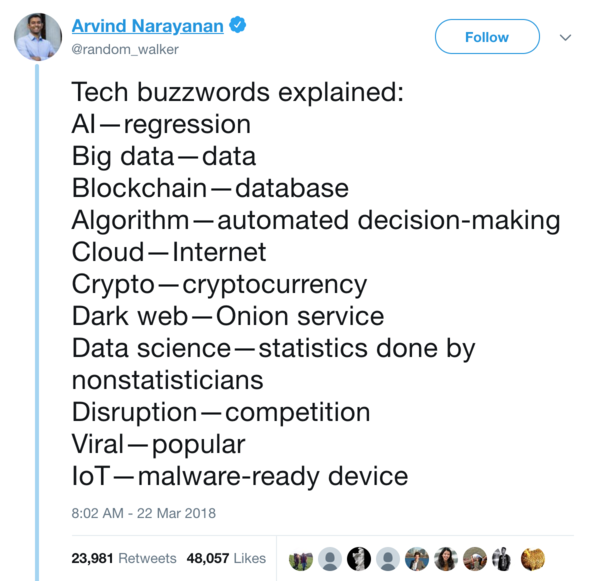 Arvind Narayanan
@random_walker
Follow
Tech buzzwords explained:
AI—regression
Big data—data
Blockchain—database
Algorithm—automated decision-making
Cloud—Internet
Crypto—cryptocurrency
Dark web—Onion service
Data science—statistics done by
nonstatisticians
Disruption—competition
Viral—popular
IoT—malware-ready device
8:02 AM - 22 Mar 2018
23,981 Retweets 48,057 Likes